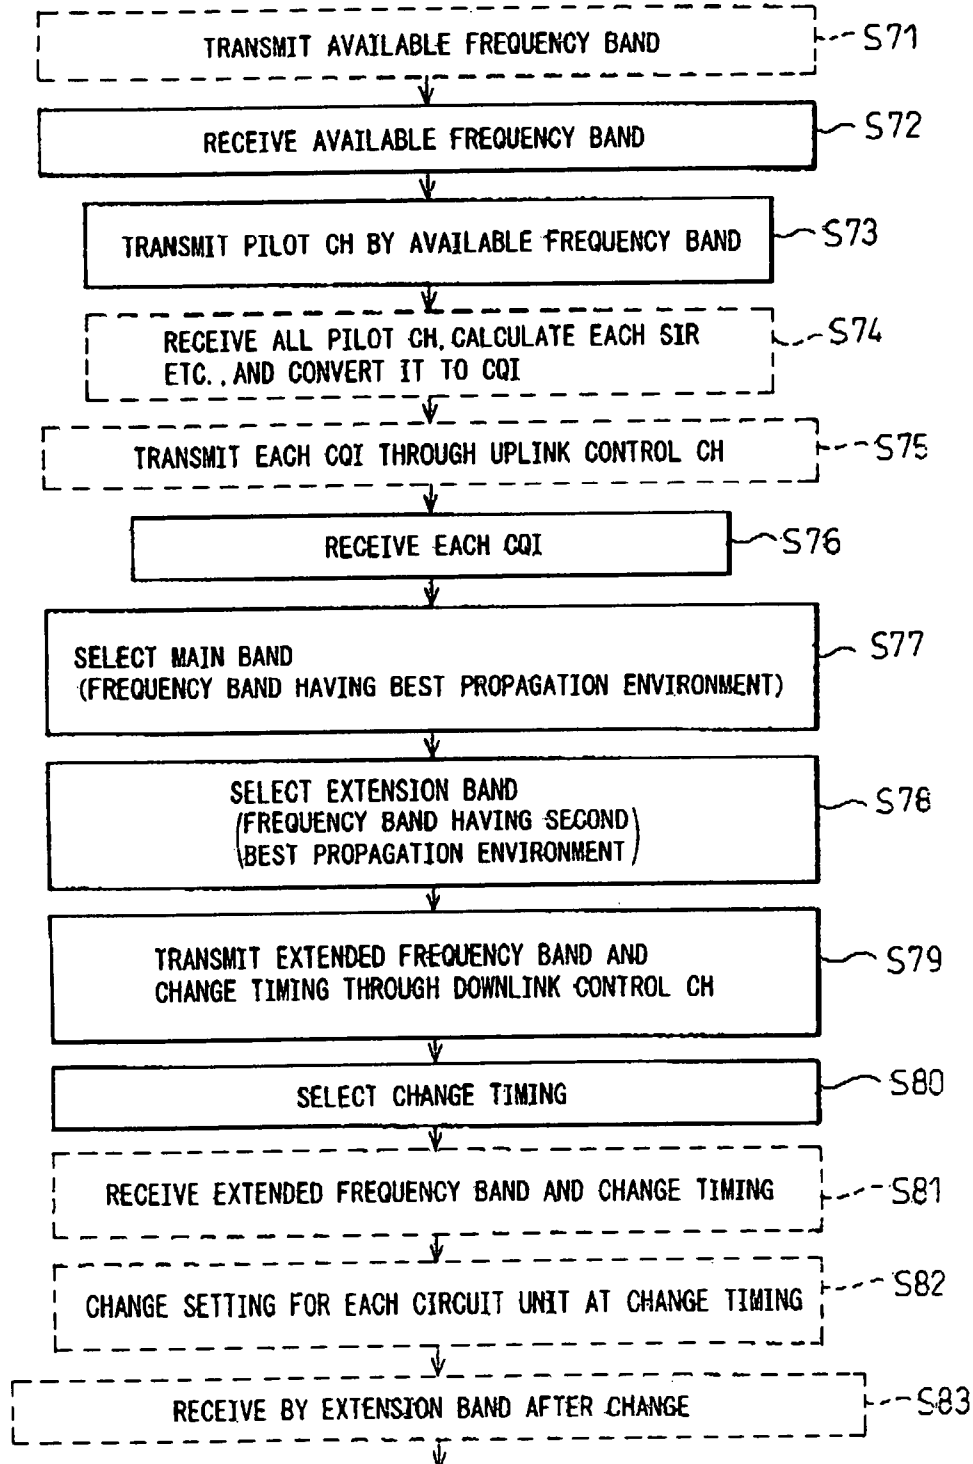 TRANSMIT AVAILABLE FREQUENCY BAND
S71
RECEIVE AVAILABLE FREQUENCY BAND
S72
TRANSMIT PILOT CH BY AVAILABLE FREQUENCY BAND
S73
RECEIVE ALL PILOT CH, CALCULATE EACH SIR
ETC., AND CONVERT IT TO CQI
S74
TRANSMIT EACH CQI THROUGH UPLINK CONTROL CH
S75
RECEIVE EACH CQI
S76
SELECT MAIN BAND
(FREQUENCY BAND HAVING BEST PROPAGATION ENVIRONMENT)
S77
SELECT EXTENSION BAND
(FREQUENCY BAND HAVING SECOND
BEST PROPAGATION ENVIRONMENT)
S78
TRANSMIT EXTENDED FREQUENCY BAND AND
CHANGE TIMING THROUGH DOWNLINK CONTROL CH
S79
SELECT CHANGE TIMING
S80
RECEIVE EXTENDED FREQUENCY BAND AND CHANGE TIMING
S81
CHANGE SETTING FOR EACH CIRCUIT UNIT AT CHANGE TIMING
S82
RECEIVE BY EXTENSION BAND AFTER CHANGE
S83